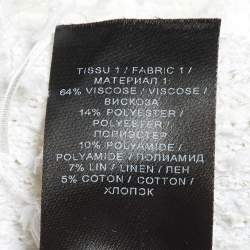 TISSU 1 / FABRIC 1 /
МАТЕРИАЛ 1:
64% VISCOSE / VISCOSE /
ВИСКОЗА
14% POLYESTER /
POLYESTER /
ПОЛИЭСТЕР
10% POLYAMIDE /
POLYAMIDE / ПОЛИАМИД
7% LIN / LINEN / ЛЕН
5% COTON / COTTON /
ХЛОПОК